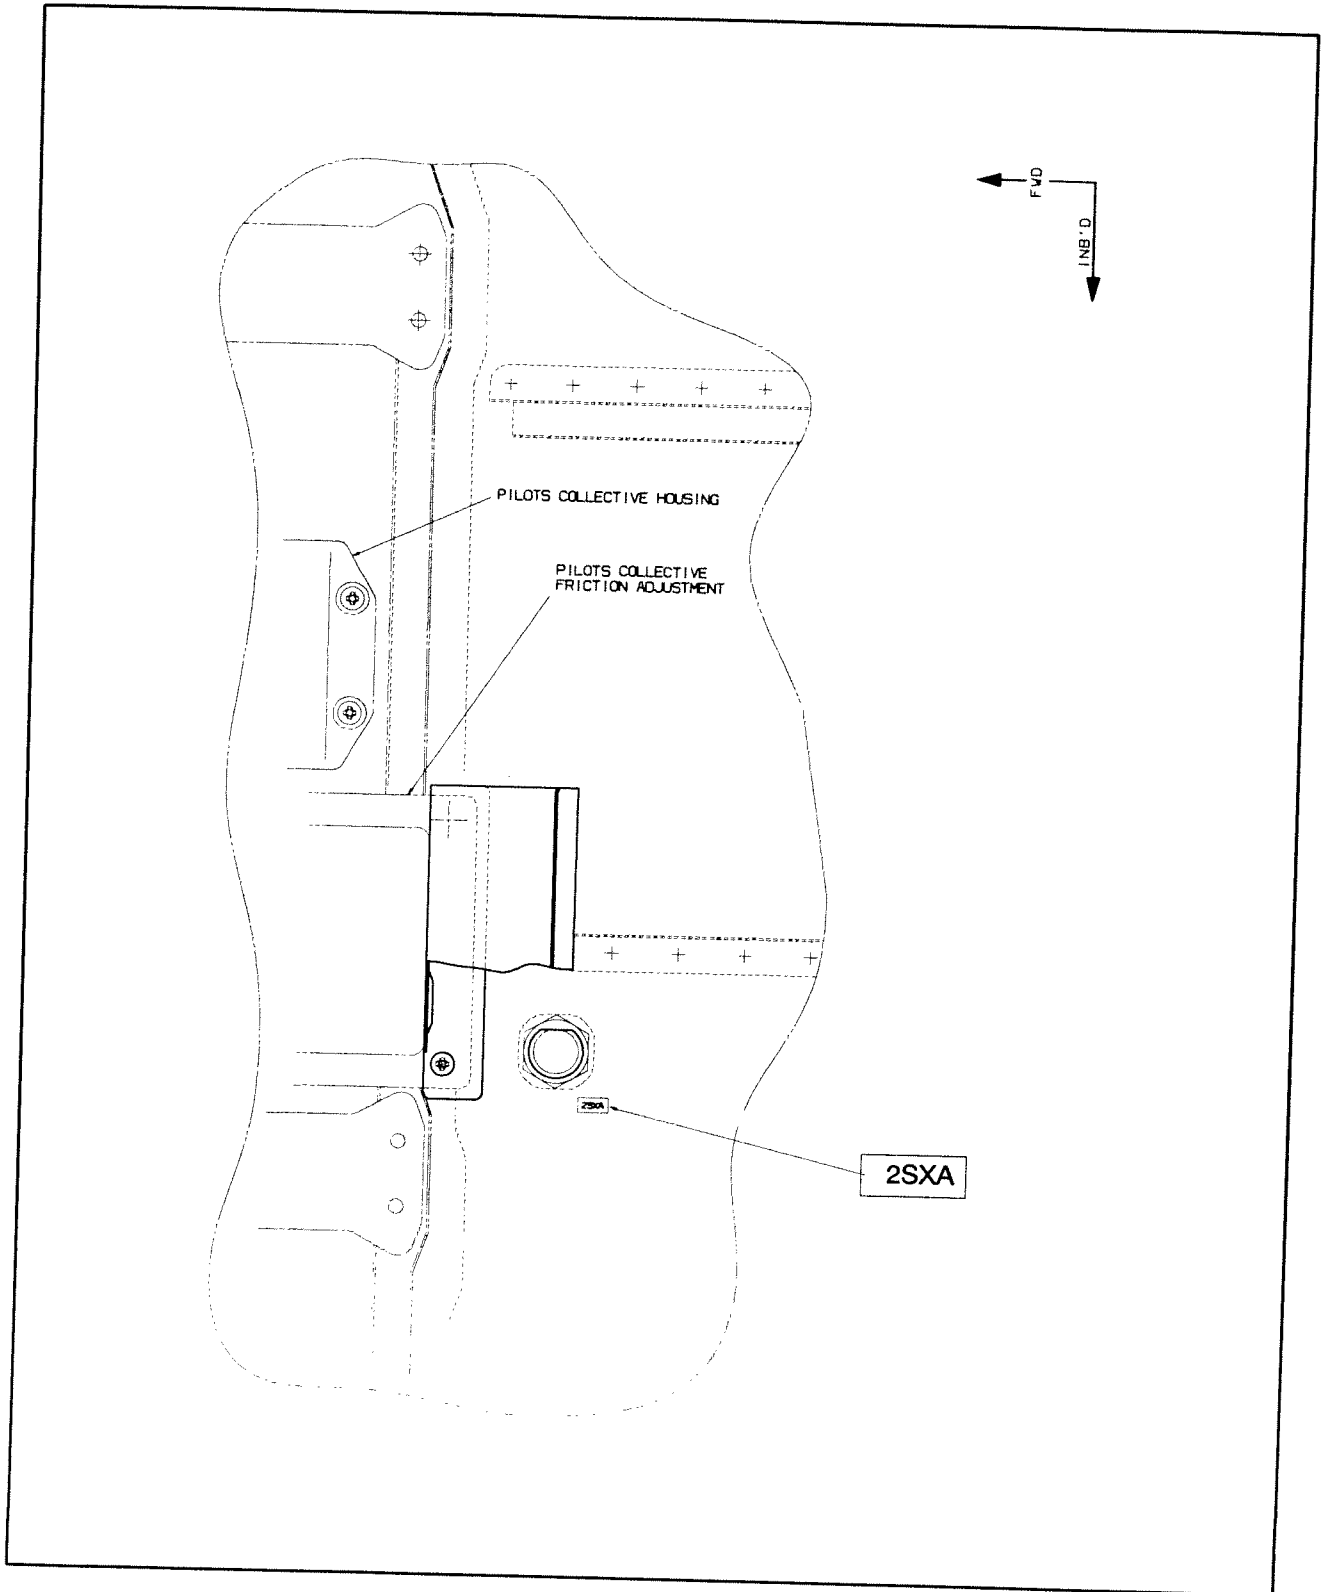 FWD
INB'D
PILOTS COLLECTIVE HOUSING
PILOTS COLLECTIVE
FRICTION ADJUSTMENT
2SXA
2SXA